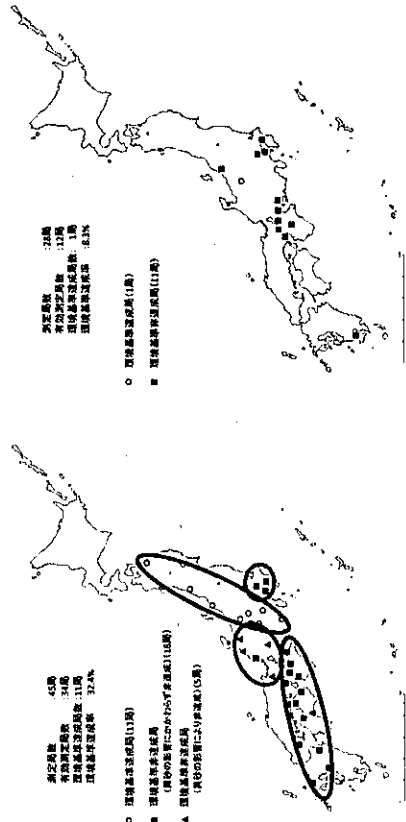 測定局数 :45局
有効測定局数 :34局
環境基準達成局数:11局
環境基準達成率 32.4%
○ 環境基準達成局(11局)
■ 環境基準非達成局
(黄砂の影響にかかわらず非達成)(18局)
▲ 環境基準非達成局
(黄砂の影響により非達成)(5局)
測定局数 :28局
有効測定局数 :12局
環境基準達成局数: 1局
環境基準達成率 :8.3%
○ 環境基準達成局(1局)
■ 環境基準非達成局(11局)